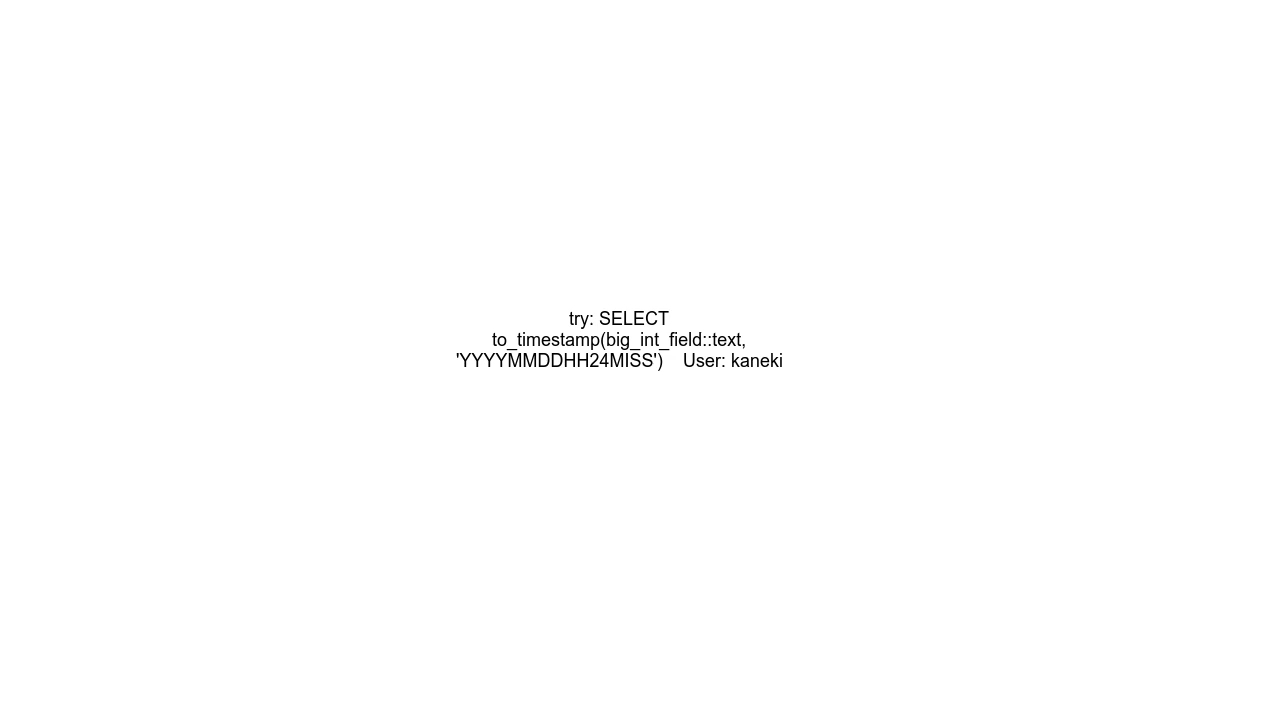 try: SELECT
to_timestamp(big_int_field::text,
'YYYYMMDDHH24MISS')    User: kaneki